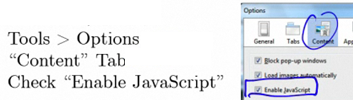 Tools > Options
“Content” Tab
Check “Enable JavaScript”
Options
General Tabs Content
Block pop-up windows
Load images automatically
Enable JavaScript